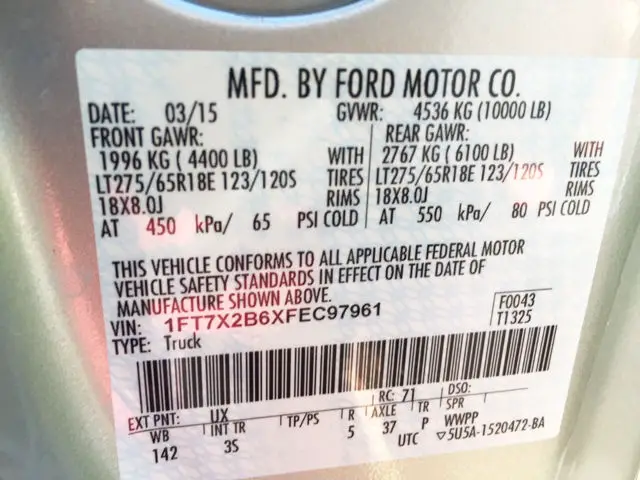 MFD. BY FORD MOTOR CO.
DATE: 03/15 GVWR: 4536 KG (10000 LB)
FRONT GAWR: REAR GAWR:
1996 KG (4400 LB) WITH 2767 KG (6100 LB) WITH
LT275/65R18E 123/120S TIRES LT275/65R18E 123/120S TIRES
18X8.0J RIMS 18X8.0J RIMS
AT 450 kPa/ 65 PSI COLD AT 550 kPa/ 80 PSI COLD
THIS VEHICLE CONFORMS TO ALL APPLICABLE FEDERAL MOTOR
VEHICLE SAFETY STANDARDS IN EFFECT ON THE DATE OF
MANUFACTURE SHOWN ABOVE.
VIN: 1FT7X2B6XFEC97961 F0043
TYPE: Truck T1325
EXT PNT: UX RC: 71 DSO:
WB INT TR TP/PS R AXLE TR SPR
142 3S 5 37 P WWPP
UTC ▽5U5A-1520472-BA